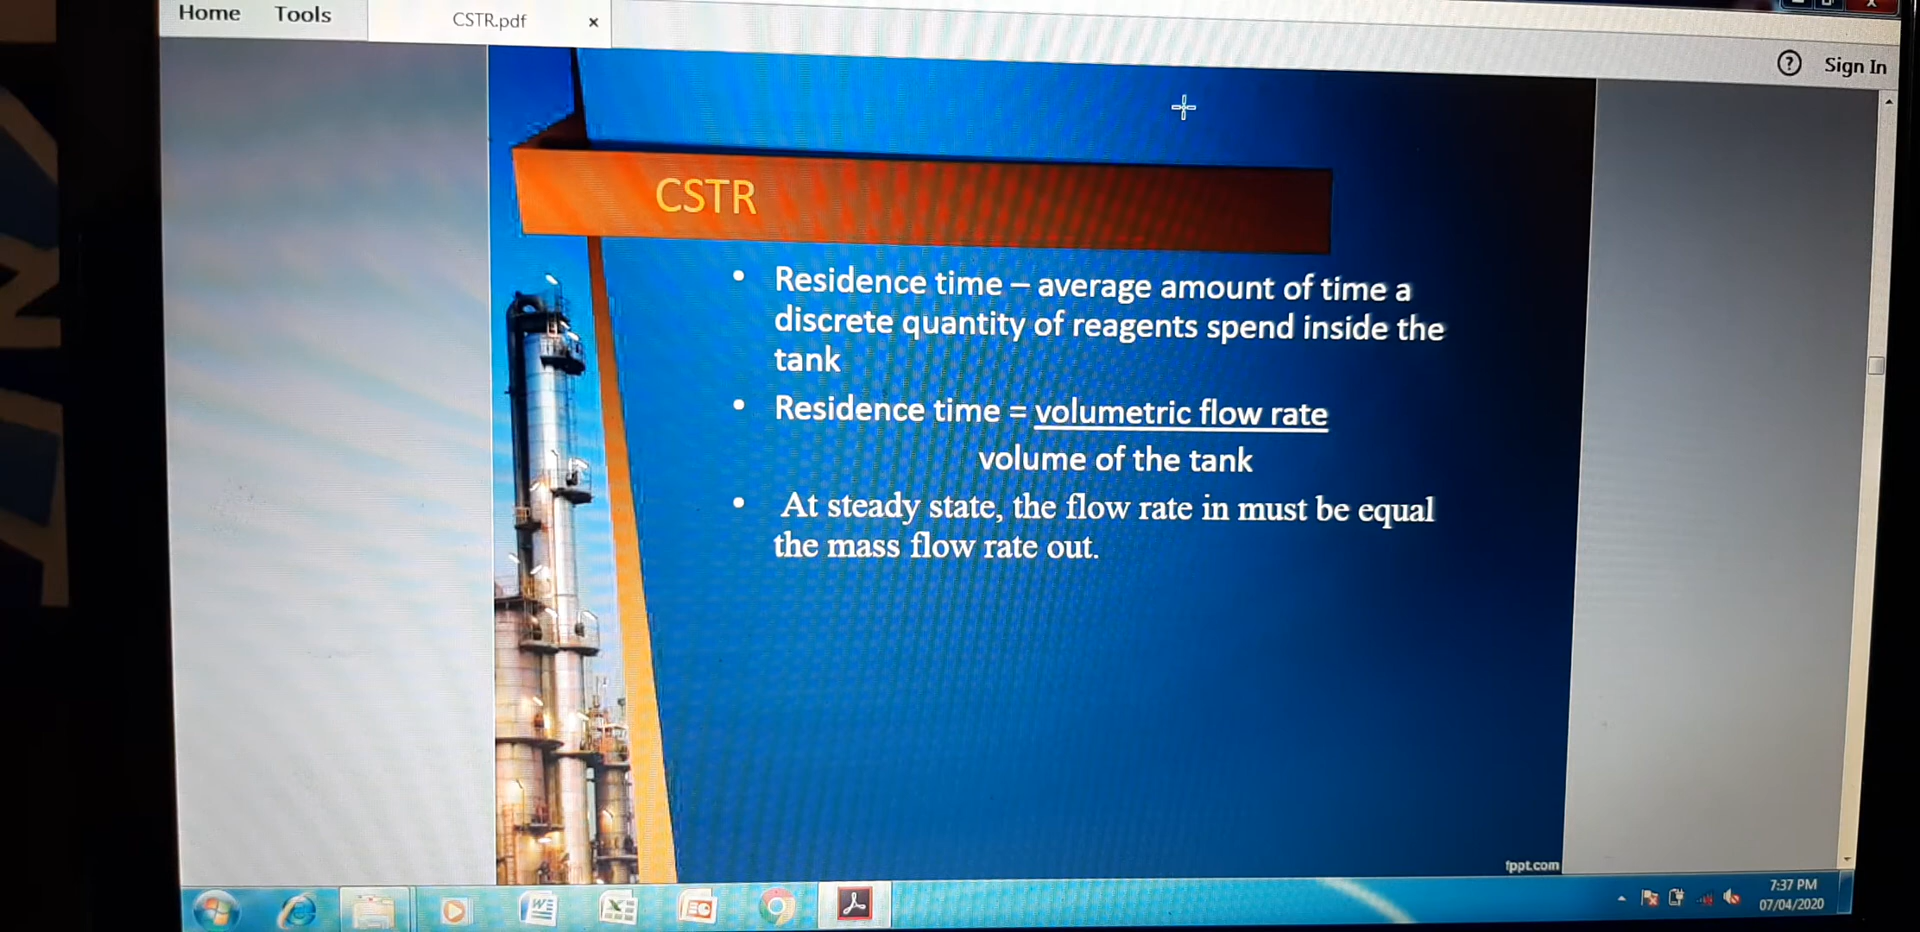 Home Tools CSTR.pdf ×
? Sign In
CSTR
• Residence time – average amount of time a
discrete quantity of reagents spend inside the
tank
• Residence time = volumetric flow rate
volume of the tank
• At steady state, the flow rate in must be equal
the mass flow rate out.
fppt.com
7:37 PM
07/04/2020